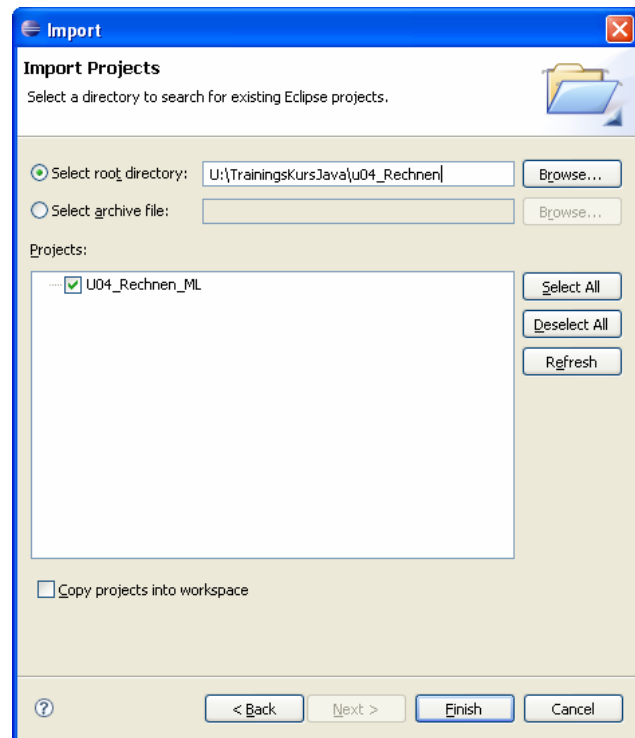 Import
Import Projects
Select a directory to search for existing Eclipse projects.
Select root directory: U:\TrainingsKursJava\u04_Rechnen Browse...
Select archive file: Browse...
Projects:
U04_Rechnen_ML
Select All
Deselect All
Refresh
Copy projects into workspace
? < Back Next > Finish Cancel